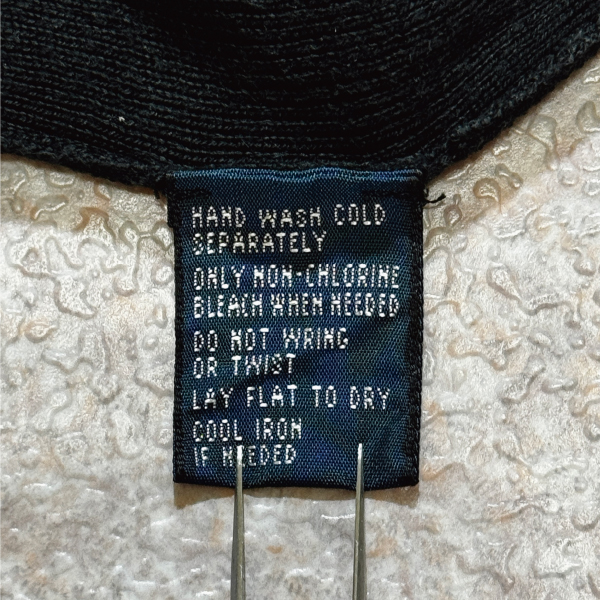 HAND WASH COLD
SEPARATELY
ONLY NON-CHLORINE
BLEACH WHEN NEEDED
DO NOT WRING
OR TWIST
LAY FLAT TO DRY
COOL IRON
IF NEEDED